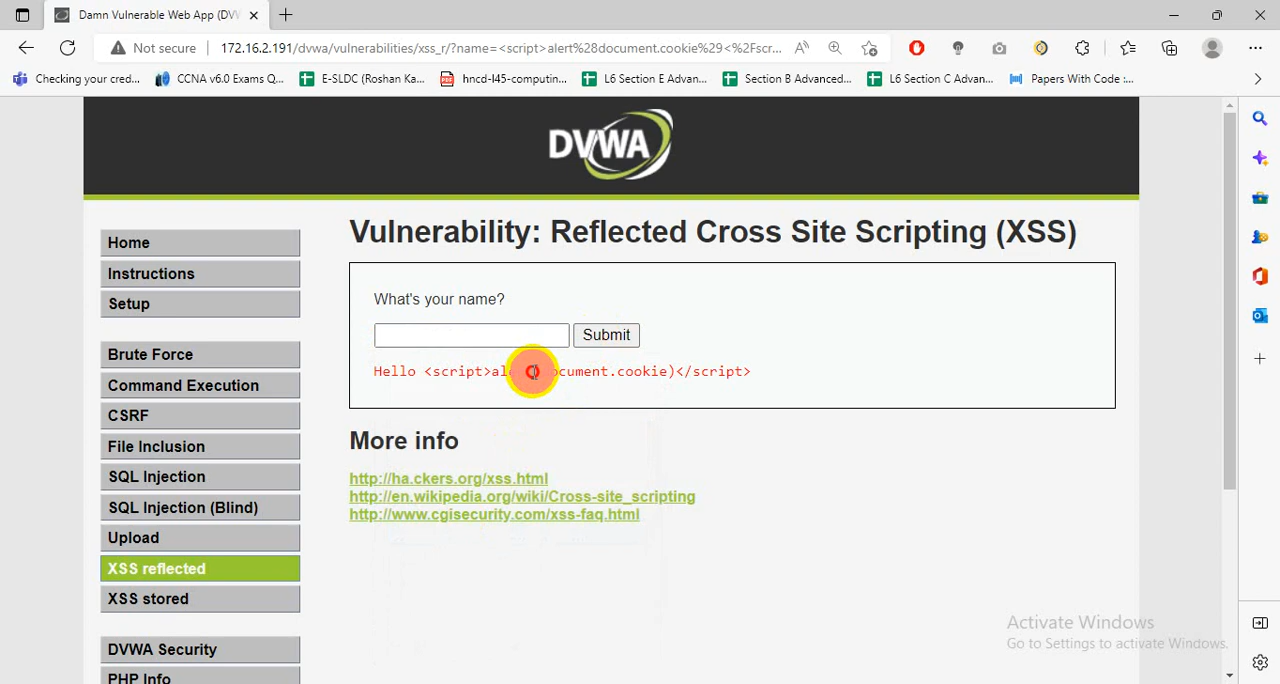 Damn Vulnerable Web App (DV
Not secure
172.16.2.191/dvwa/vulnerabilities/xss_r/?name=<script>alert%28document.cookie%29<%2Fscr...
Checking your cred...
CCNA v6.0 Exams Q...
E-SLDC (Roshan Ka...
hncd-l45-computin...
L6 Section E Advan...
Section B Advanced...
L6 Section C Advan...
Papers With Code :...
DVWA
Vulnerability: Reflected Cross Site Scripting (XSS)
Home
Instructions
Setup
Brute Force
Command Execution
CSRF
File Inclusion
SQL Injection
SQL Injection (Blind)
Upload
XSS reflected
XSS stored
DVWA Security
PHP Info
What's your name?
Submit
Hello <script>al ocument.cookie)</script>
More info
http://ha.ckers.org/xss.html
http://en.wikipedia.org/wiki/Cross-site_scripting
http://www.cgisecurity.com/xss-faq.html
Activate Windows
Go to Settings to activate Windows.